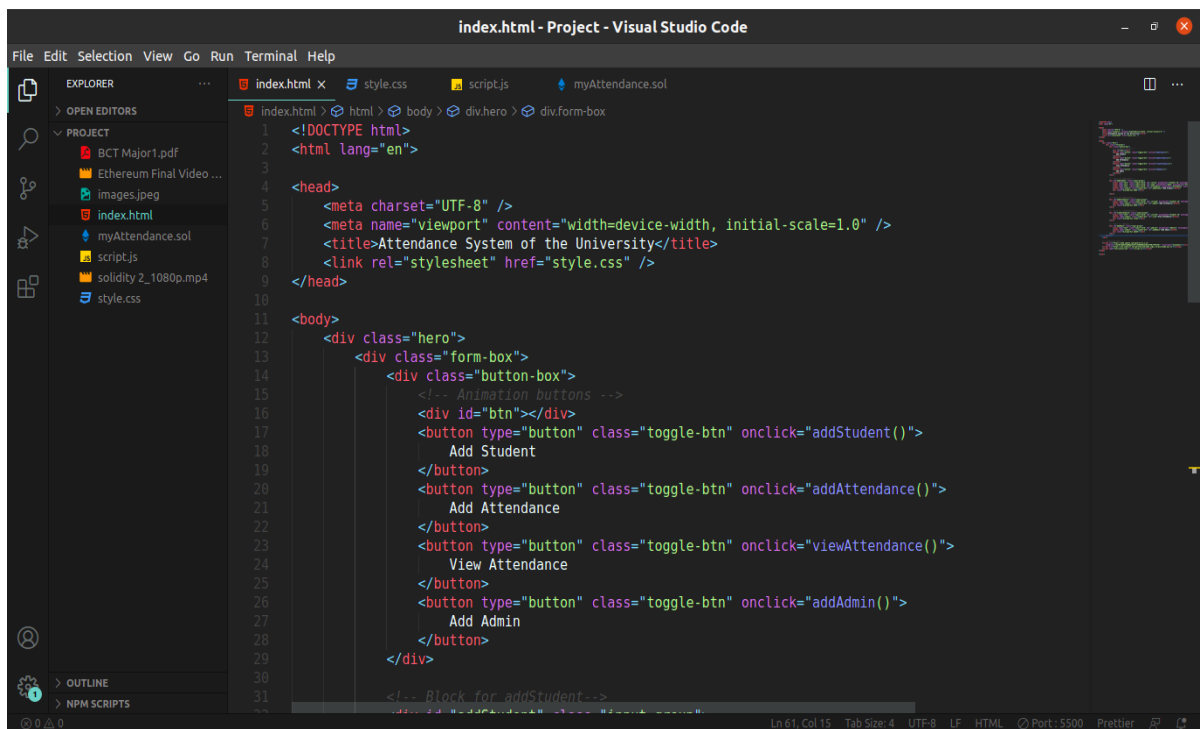 index.html - Project - Visual Studio Code
File Edit Selection View Go Run Terminal Help
EXPLORER
index.html
style.css
script.js
myAttendance.sol
OPEN EDITORS
PROJECT
BCT Major1.pdf
Ethereum Final Video ...
images.jpeg
index.html
myAttendance.sol
script.js
solidity 2_1080p.mp4
style.css
OUTLINE
NPM SCRIPTS
index.html > html > body > div.hero > div.form-box
1 <!DOCTYPE html>
2 <html lang="en">
3
4 <head>
5     <meta charset="UTF-8" />
6     <meta name="viewport" content="width=device-width, initial-scale=1.0" />
7     <title>Attendance System of the University</title>
8     <link rel="stylesheet" href="style.css" />
9 </head>
10
11 <body>
12     <div class="hero">
13         <div class="form-box">
14             <div class="button-box">
15                 <!-- Animation buttons -->
16                 <div id="btn"></div>
17                 <button type="button" class="toggle-btn" onclick="addStudent()">
18                     Add Student
19                 </button>
20                 <button type="button" class="toggle-btn" onclick="addAttendance()">
21                     Add Attendance
22                 </button>
23                 <button type="button" class="toggle-btn" onclick="viewAttendance()">
24                     View Attendance
25                 </button>
26                 <button type="button" class="toggle-btn" onclick="addAdmin()">
27                     Add Admin
28                 </button>
29             </div>
30
31             <!-- Block for addStudent-->
1
0 0
Ln 61, Col 15 Tab Size: 4 UTF-8 LF HTML Port : 5500 Prettier